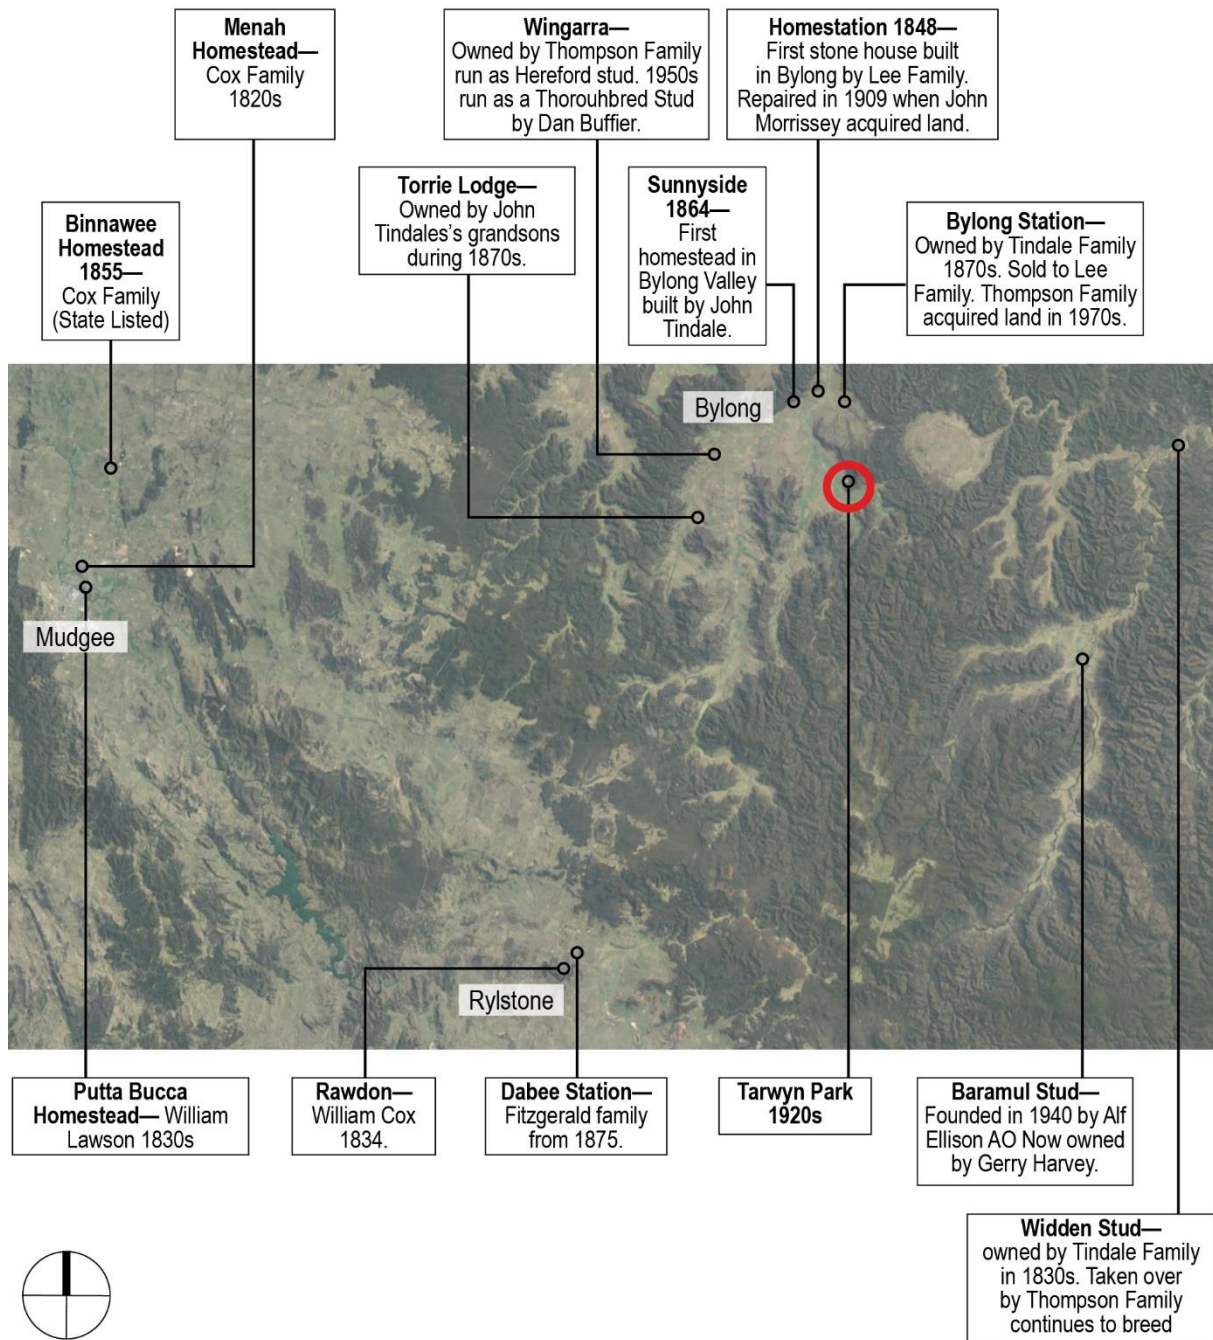 Menah
Homestead—
Cox Family
1820s
Wingarra—
Owned by Thompson Family
run as Hereford stud. 1950s
run as a Thorouhbred Stud
by Dan Buffier.
Homestation 1848—
First stone house built
in Bylong by Lee Family.
Repaired in 1909 when John
Morrissey acquired land.
Binnawee
Homestead
1855—
Cox Family
(State Listed)
Torrie Lodge—
Owned by John
Tindales's grandsons
during 1870s.
Sunnyside
1864—
First
homestead in
Bylong Valley
built by John
Tindale.
Bylong Station—
Owned by Tindale Family
1870s. Sold to Lee
Family. Thompson Family
acquired land in 1970s.
Bylong
Mudgee
Rylstone
Putta Bucca
Homestead— William
Lawson 1830s
Rawdon—
William Cox
1834.
Dabee Station—
Fitzgerald family
from 1875.
Tarwyn Park
1920s
Baramul Stud—
Founded in 1940 by Alf
Ellison AO Now owned
by Gerry Harvey.
Widden Stud—
owned by Tindale Family
in 1830s. Taken over
by Thompson Family
continues to breed